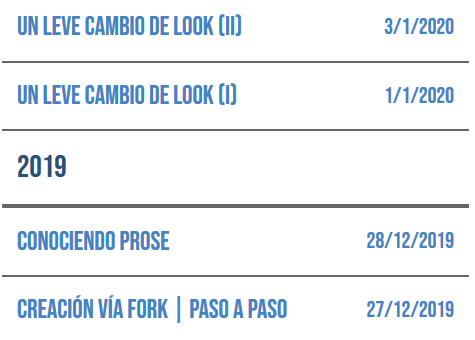 UN LEVE CAMBIO DE LOOK (II) 3/1/2020
UN LEVE CAMBIO DE LOOK (I) 1/1/2020
2019
CONOCIENDO PROSE 28/12/2019
CREACIÓN VÍA FORK | PASO A PASO 27/12/2019